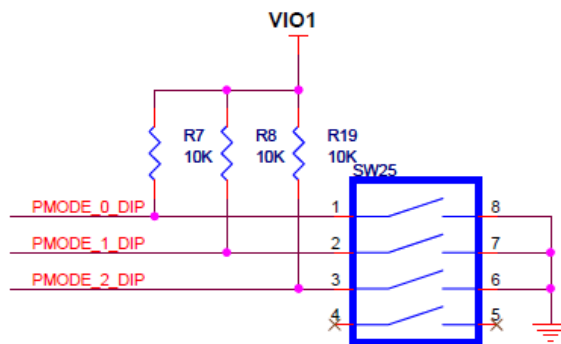 VIO1
R7 R8 R19
10K 10K 10K
SW25
PMODE_0_DIP 1 8
PMODE_1_DIP 2 7
PMODE_2_DIP 3 6
4 5